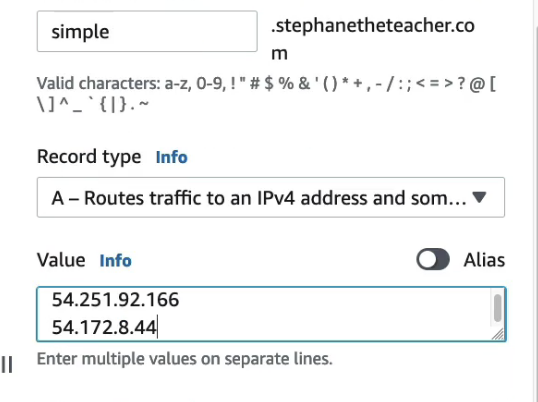 simple
.stephanetheteacher.co
m
Valid characters: a-z, 0-9, ! " # $ % & ' ( ) * + , - / : ; < = > ? @ [
\ ] ^ _ ` { | } . ~
Record type Info
A – Routes traffic to an IPv4 address and som...
Value Info Alias
54.251.92.166
54.172.8.44
Enter multiple values on separate lines.